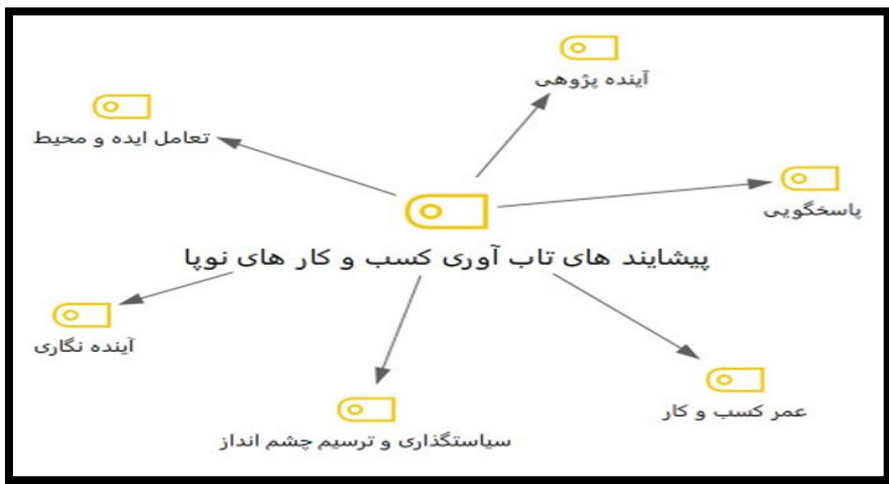 آینده پژوهی
تعامل ایده و محیط
پاسخگویی
پیشایند های تاب آوری کسب و کار های نوپا
آینده نگاری
عمر کسب و کار
سیاستگذاری و ترسیم چشم انداز